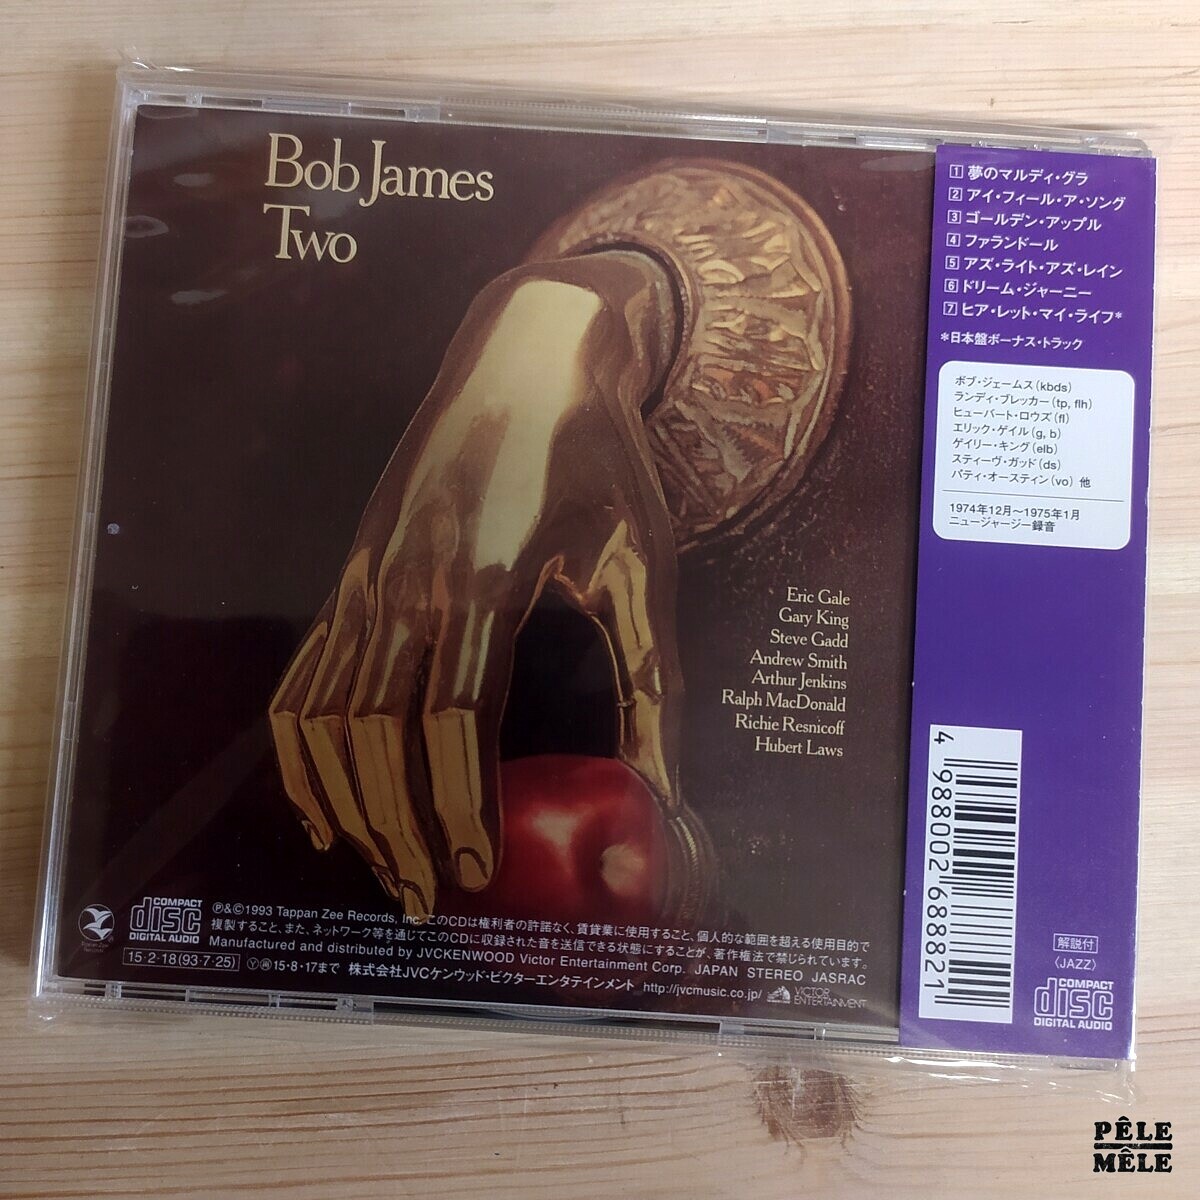 Bob James
Two
Eric Gale
Gary King
Steve Gadd
Andrew Smith
Arthur Jenkins
Ralph MacDonald
Richie Resnicoff
Hubert Laws
COMPACT
disc
DIGITAL AUDIO
Ⓟ&©1993 Tappan Zee Records, Inc. このCDは権利者の許諾なく、賃貸業に使用すること、個人的な範囲を超える使用目的で
複製すること、また、ネットワーク等を通じてこのCDに収録された音を送信できる状態にすることが、著作権法で禁じられています。
Manufactured and distributed by JVCKENWOOD Victor Entertainment Corp. JAPAN STEREO JASRAC
15・2・18(93・7・25) 15・8・17まで 株式会社JVCケンウッド・ビクターエンタテインメント http://jvcmusic.co.jp/ VICTOR
ENTERTAINMENT
1 夢のマルディ・グラ
2 アイ・フィール・ア・ソング
3 ゴールデン・アップル
4 ファランドール
5 アズ・ライト・アズ・レイン
6 ドリーム・ジャーニー
7 ヒア・レット・マイ・ライフ*
*日本盤ボーナス・トラック
ボブ・ジェームス(kbds)
ランディ・ブレッカー(tp, flh)
ヒューバート・ロウズ(fl)
エリック・ゲイル(g, b)
ゲイリー・キング(elb)
スティーヴ・ガッド(ds)
パティ・オースティン(vo) 他
1974年12月〜1975年1月
ニュージャージー録音
4 988002 688821
解説付
〈JAZZ〉
COMPACT
disc
DIGITAL AUDIO
PÊLE
MÊLE